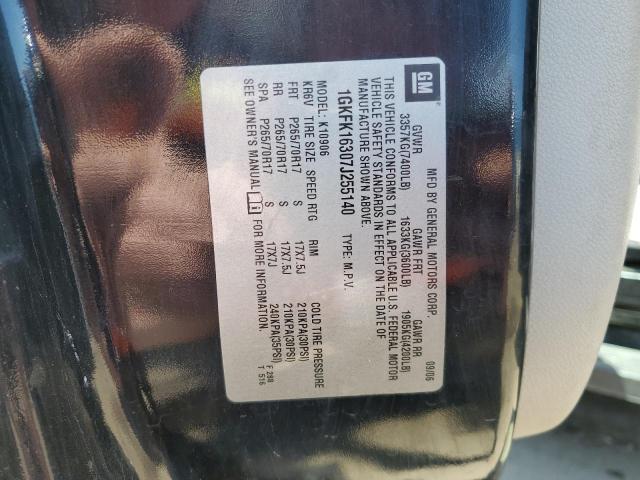 GM
MFD BY GENERAL MOTORS CORP. 09/06
GVWR GAWR FRT GAWR RR
3357KG(7400LB) 1633KG(3600LB) 1905KG(4200LB)
THIS VEHICLE CONFORMS TO ALL APPLICABLE U.S. FEDERAL MOTOR
VEHICLE SAFETY STANDARDS IN EFFECT ON THE DATE OF
MANUFACTURE SHOWN ABOVE.
1GKFK16307J255140 TYPE: M.P.V.
MODEL: K10906
KR6V TIRE SIZE SPEED RTG RIM COLD TIRE PRESSURE
FRT P265/70R17 S 17X7.5J 210KPA(30PSI)
RR P265/70R17 S 17X7.5J 210KPA(30PSI)
SPA P265/70R17 S 17X7J 240KPA(35PSI)
SEE OWNER'S MANUAL FOR MORE INFORMATION.
F 288
T 516